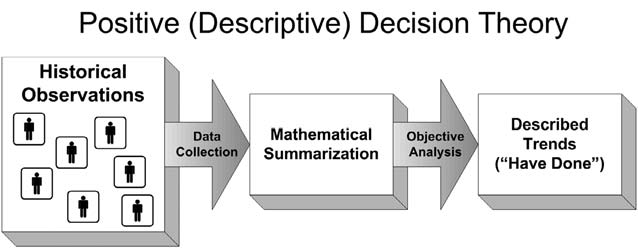 Positive (Descriptive) Decision Theory
Historical
Observations
Data
Collection
Mathematical
Summarization
Objective
Analysis
Described
Trends
(“Have Done”)